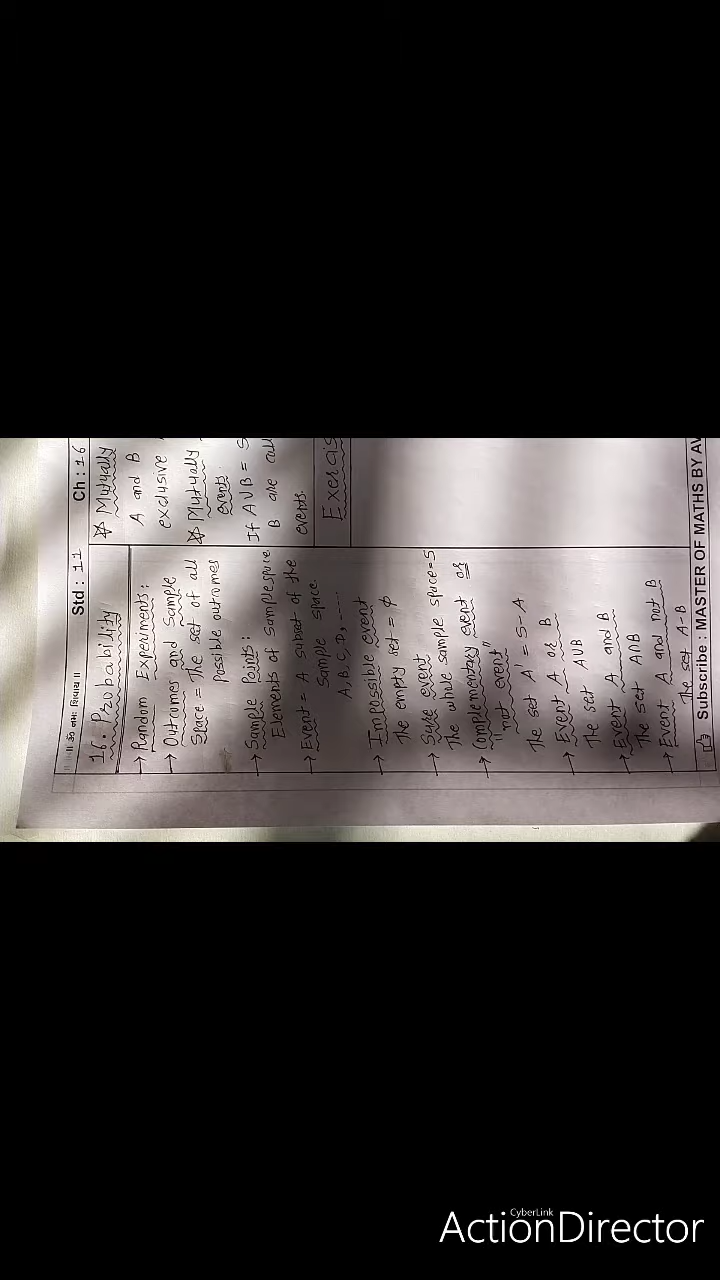 ॥ ॐ नमः शिवाय ॥ Std : 11 Ch : 16
16. Probability
→ Random Experiments :
→ Outcomes and Sample
Space = The set of all
Possible outcomes
→ Sample Points :
Elements of sample space
→ Event = A subset of the
Sample space.
A, B, C, D, ....
→ Impossible event
The empty set = ϕ
→ Sure event
The whole sample space = S
→ Complementary event or
"not event"
The set A' = S - A
→ Event A or B
The set A∪B
→ Event A and B
The set A∩B
→ Event A and not B
The set A-B
☆ Mutually
A and B
exclusive
☆ Mutually
events.
If A∪B = S
B are call
events.
Exercis
Subscribe : MASTER OF MATHS BY AV
CyberLink
ActionDirector